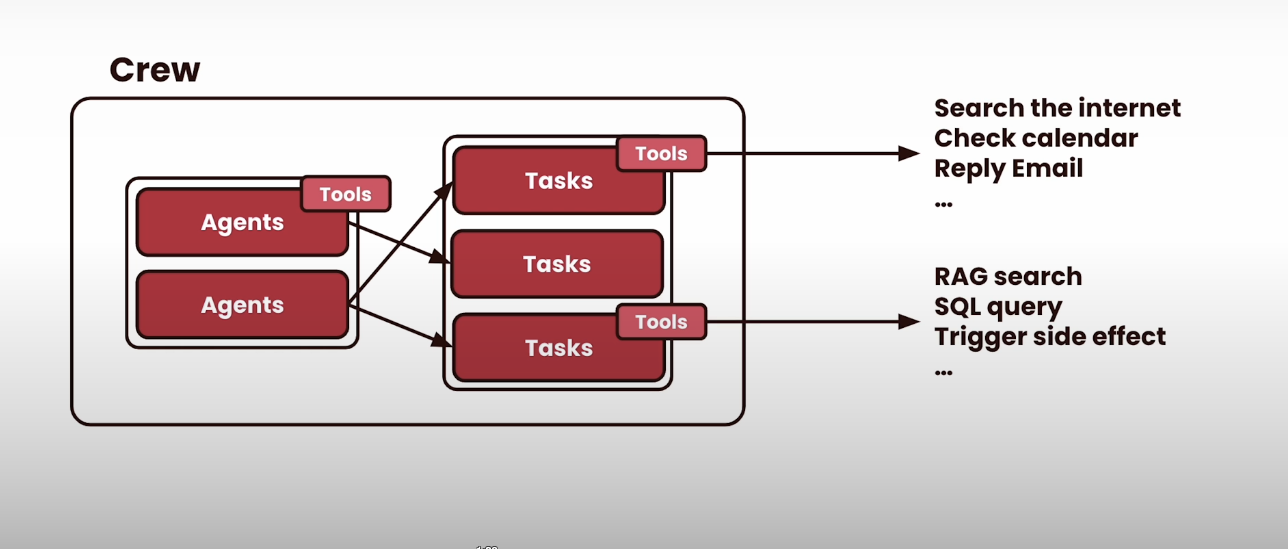 Crew
Tools
Agents
Agents
Tools
Tasks
Tasks
Tools
Tasks
Search the internet
Check calendar
Reply Email
...
RAG search
SQL query
Trigger side effect
...